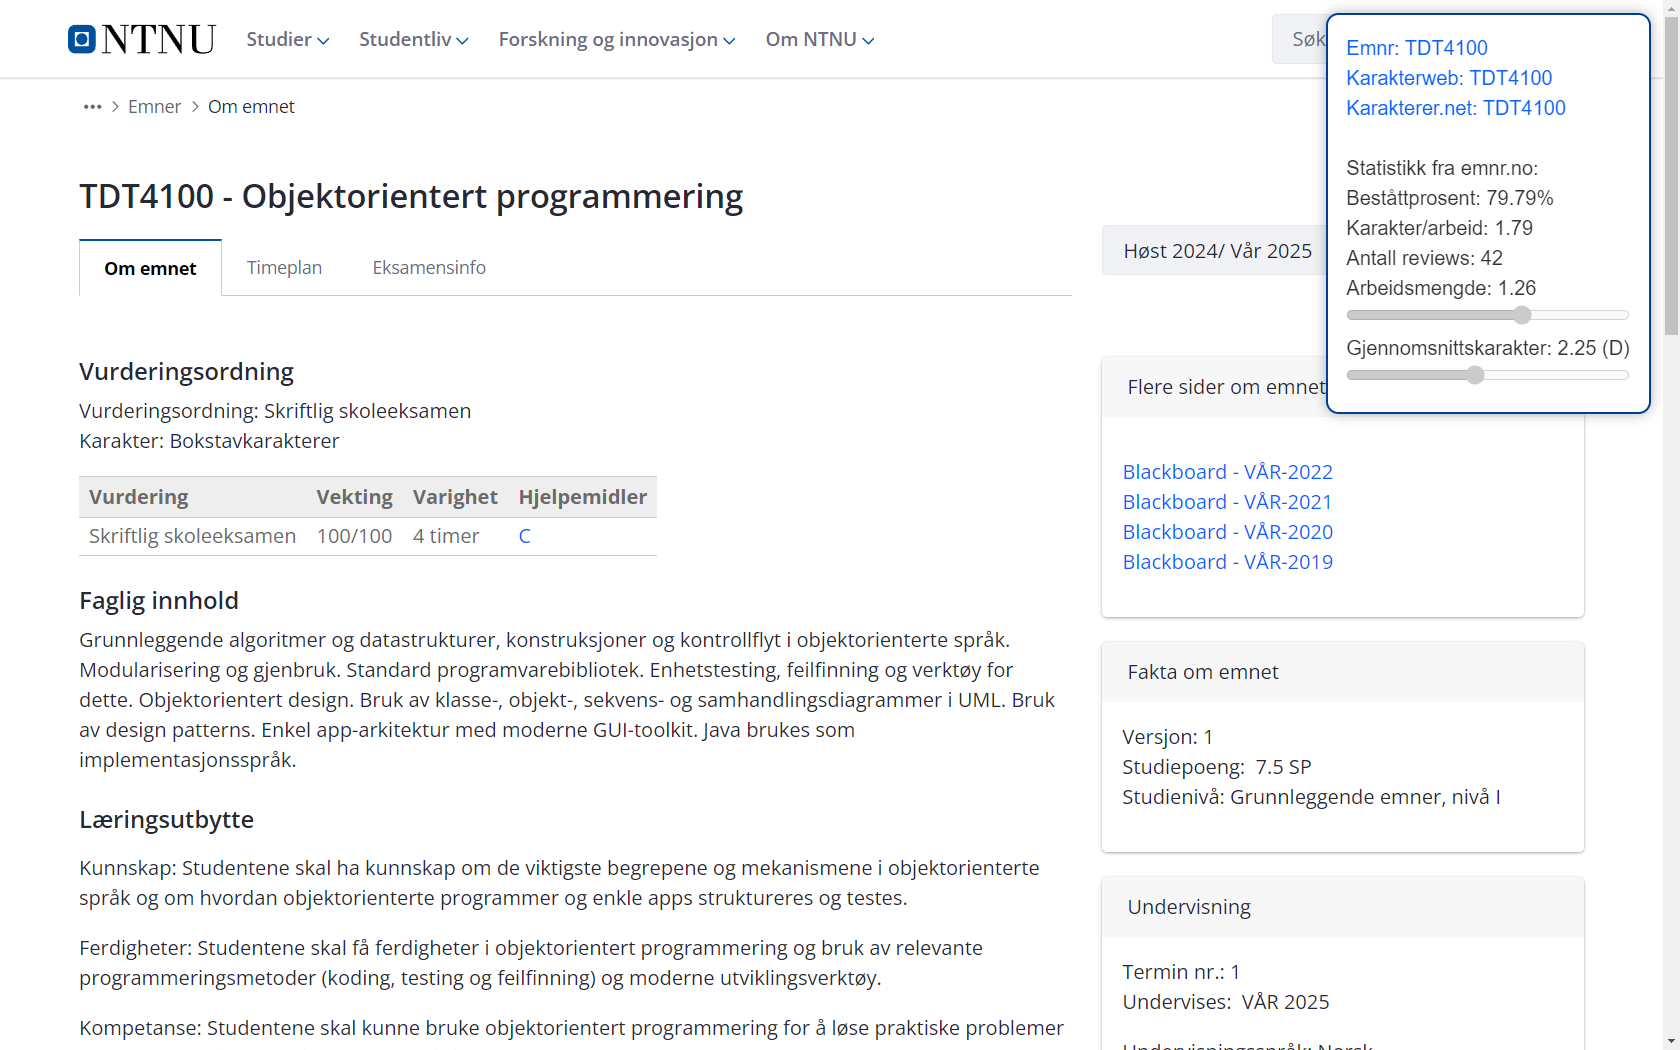 NTNU
Studier
Studentliv
Forskning og innovasjon
Om NTNU
Søk
••• > Emner > Om emnet
TDT4100 - Objektorientert programmering
Om emnet
Timeplan
Eksamensinfo
Høst 2024/ Vår 2025
Emnr: TDT4100
Karakterweb: TDT4100
Karakterer.net: TDT4100
Statistikk fra emnr.no:
Beståttprosent: 79.79%
Karakter/arbeid: 1.79
Antall reviews: 42
Arbeidsmengde: 1.26
Gjennomsnittskarakter: 2.25 (D)
Vurderingsordning
Vurderingsordning: Skriftlig skoleeksamen
Karakter: Bokstavkarakterer
Vurdering Vekting Varighet Hjelpemidler
Skriftlig skoleeksamen 100/100 4 timer C
Faglig innhold
Grunnleggende algoritmer og datastrukturer, konstruksjoner og kontrollflyt i objektorienterte språk.
Modularisering og gjenbruk. Standard programvarebibliotek. Enhetstesting, feilfinning og verktøy for
dette. Objektorientert design. Bruk av klasse-, objekt-, sekvens- og samhandlingsdiagrammer i UML. Bruk
av design patterns. Enkel app-arkitektur med moderne GUI-toolkit. Java brukes som
implementasjonsspråk.
Læringsutbytte
Kunnskap: Studentene skal ha kunnskap om de viktigste begrepene og mekanismene i objektorienterte
språk og om hvordan objektorienterte programmer og enkle apps struktureres og testes.
Ferdigheter: Studentene skal få ferdigheter i objektorientert programmering og bruk av relevante
programmeringsmetoder (koding, testing og feilfinning) og moderne utviklingsverktøy.
Kompetanse: Studentene skal kunne bruke objektorientert programmering for å løse praktiske problemer
Flere sider om emnet
Blackboard - VÅR-2022
Blackboard - VÅR-2021
Blackboard - VÅR-2020
Blackboard - VÅR-2019
Fakta om emnet
Versjon: 1
Studiepoeng: 7.5 SP
Studienivå: Grunnleggende emner, nivå I
Undervisning
Termin nr.: 1
Undervises: VÅR 2025
Undervisningsspråk: Norsk